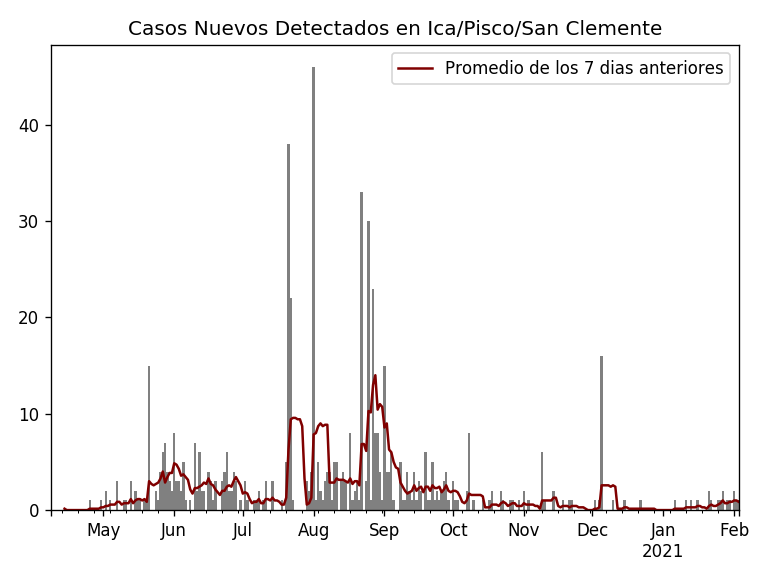 Casos Nuevos Detectados en Ica/Pisco/San Clemente
Promedio de los 7 dias anteriores
40
30
20
10
0
May Jun Jul Aug Sep Oct Nov Dec Jan Feb
2021